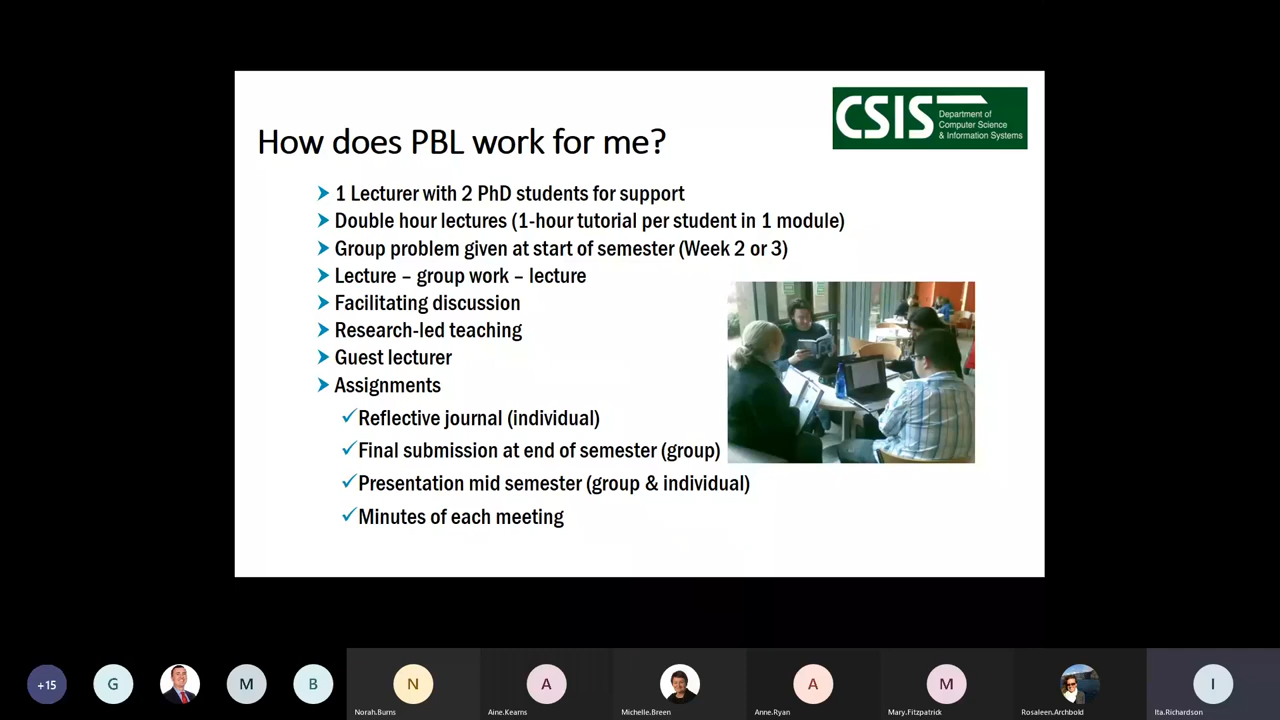 CSIS
Department of
Computer Science
& Information Systems
How does PBL work for me?
1 Lecturer with 2 PhD students for support
Double hour lectures (1-hour tutorial per student in 1 module)
Group problem given at start of semester (Week 2 or 3)
Lecture – group work – lecture
Facilitating discussion
Research-led teaching
Guest lecturer
Assignments
Reflective journal (individual)
Final submission at end of semester (group)
Presentation mid semester (group & individual)
Minutes of each meeting
+15
G
M
B
N
A
A
M
I
Norah.Burns
Aine.Kearns
Michelle.Breen
Anne.Ryan
Mary.Fitzpatrick
Rosaleen.Archbold
Ita.Richardson